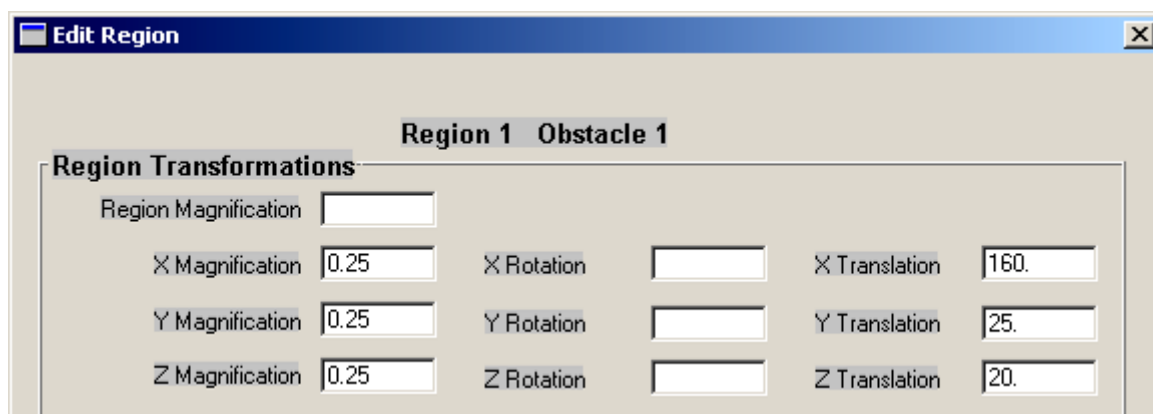 Edit Region
Region 1 Obstacle 1
Region Transformations
Region Magnification
X Magnification 0.25 X Rotation X Translation 160.
Y Magnification 0.25 Y Rotation Y Translation 25.
Z Magnification 0.25 Z Rotation Z Translation 20.